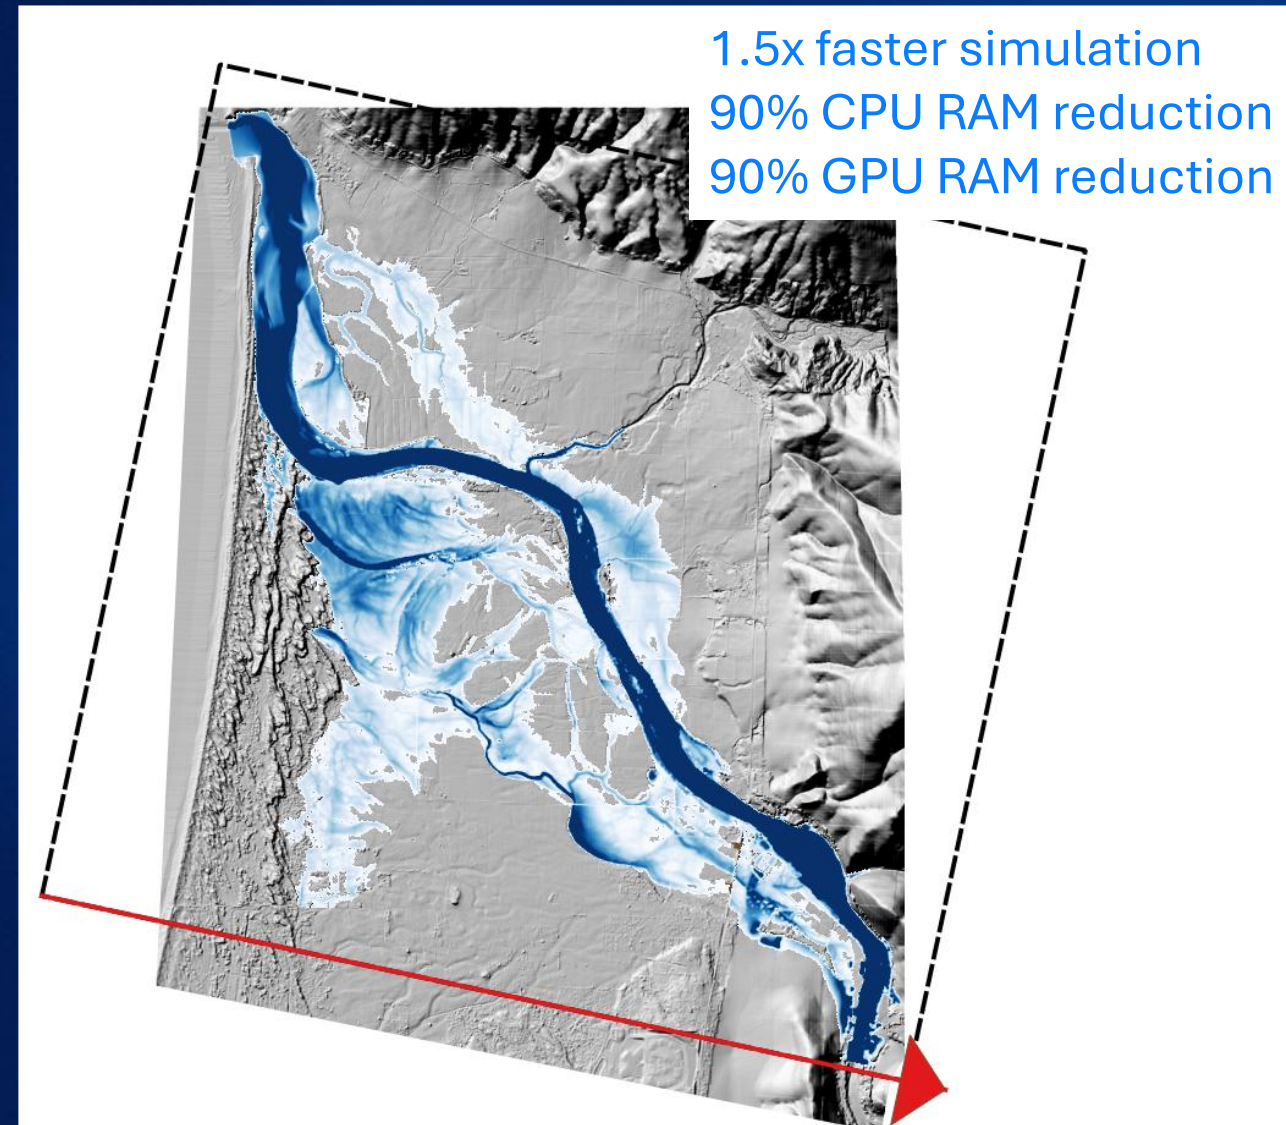 1.5x faster simulation
90% CPU RAM reduction
90% GPU RAM reduction